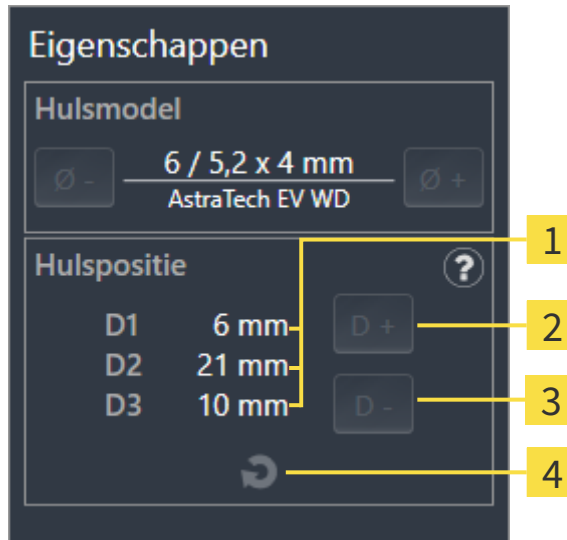 Eigenschappen
Hulsmodel
Ø - 6 / 5,2 x 4 mm Ø +
AstraTech EV WD
1
Hulspositie ?
D1 6 mm D + 2
D2 21 mm
D3 10 mm D - 3
4